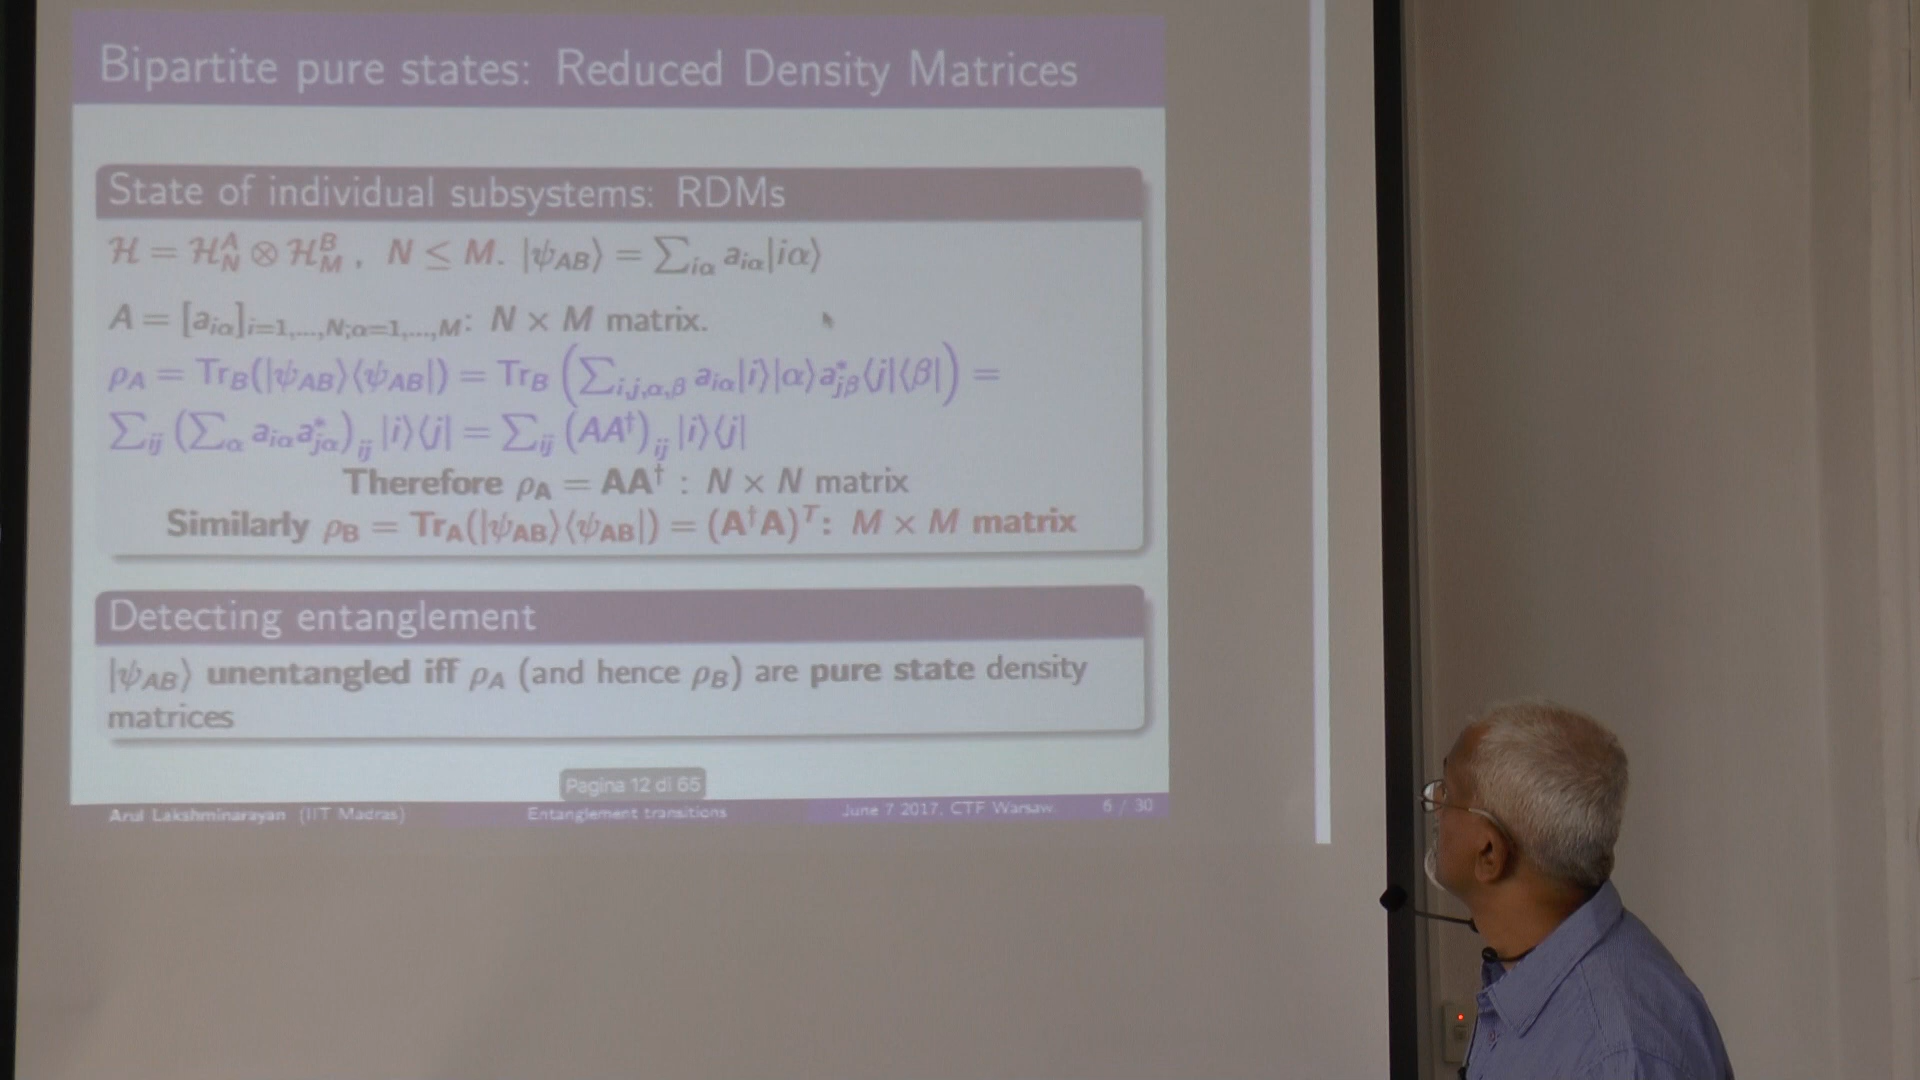 Bipartite pure states: Reduced Density Matrices
State of individual subsystems: RDMs
ℋ = ℋ_N^A ⊗ ℋ_M^B , N ≤ M. |ψ_AB⟩ = ∑_iα a_iα|iα⟩
A = [a_iα]_i=1,...,N;α=1,...,M: N × M matrix.
ρ_A = Tr_B(|ψ_AB⟩⟨ψ_AB|) = Tr_B (∑_i,j,α,β a_iα|i⟩|α⟩a*_jβ⟨j|⟨β|) =
∑_ij (∑_α a_iα a*_jα)_ij |i⟩⟨j| = ∑_ij (AA†)_ij |i⟩⟨j|
Therefore ρ_A = AA† : N × N matrix
Similarly ρ_B = Tr_A(|ψ_AB⟩⟨ψ_AB|) = (A†A)^T: M × M matrix
Detecting entanglement
|ψ_AB⟩ unentangled iff ρ_A (and hence ρ_B) are pure state density
matrices
Pagina 12 di 65
Arul Lakshminarayan (IIT Madras) Entanglement transitions June 7 2017, CTF Warsaw. 6 / 30